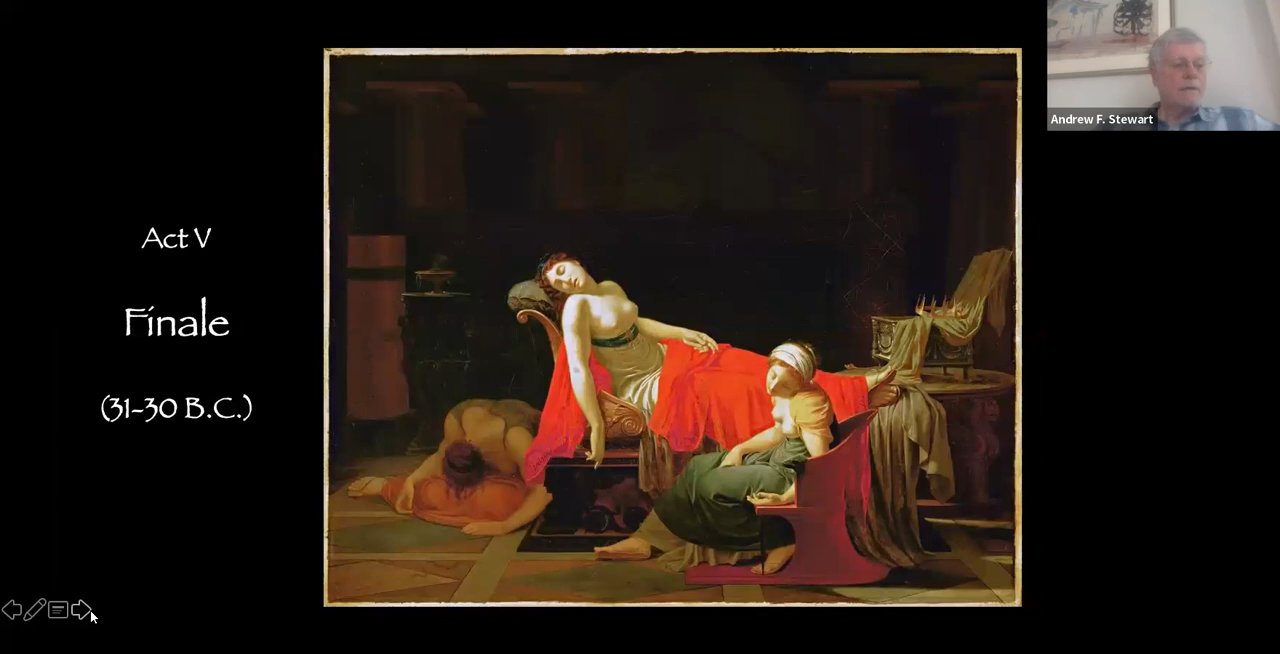 Act V
Finale
(31-30 B.C.)
Andrew F. Stewart